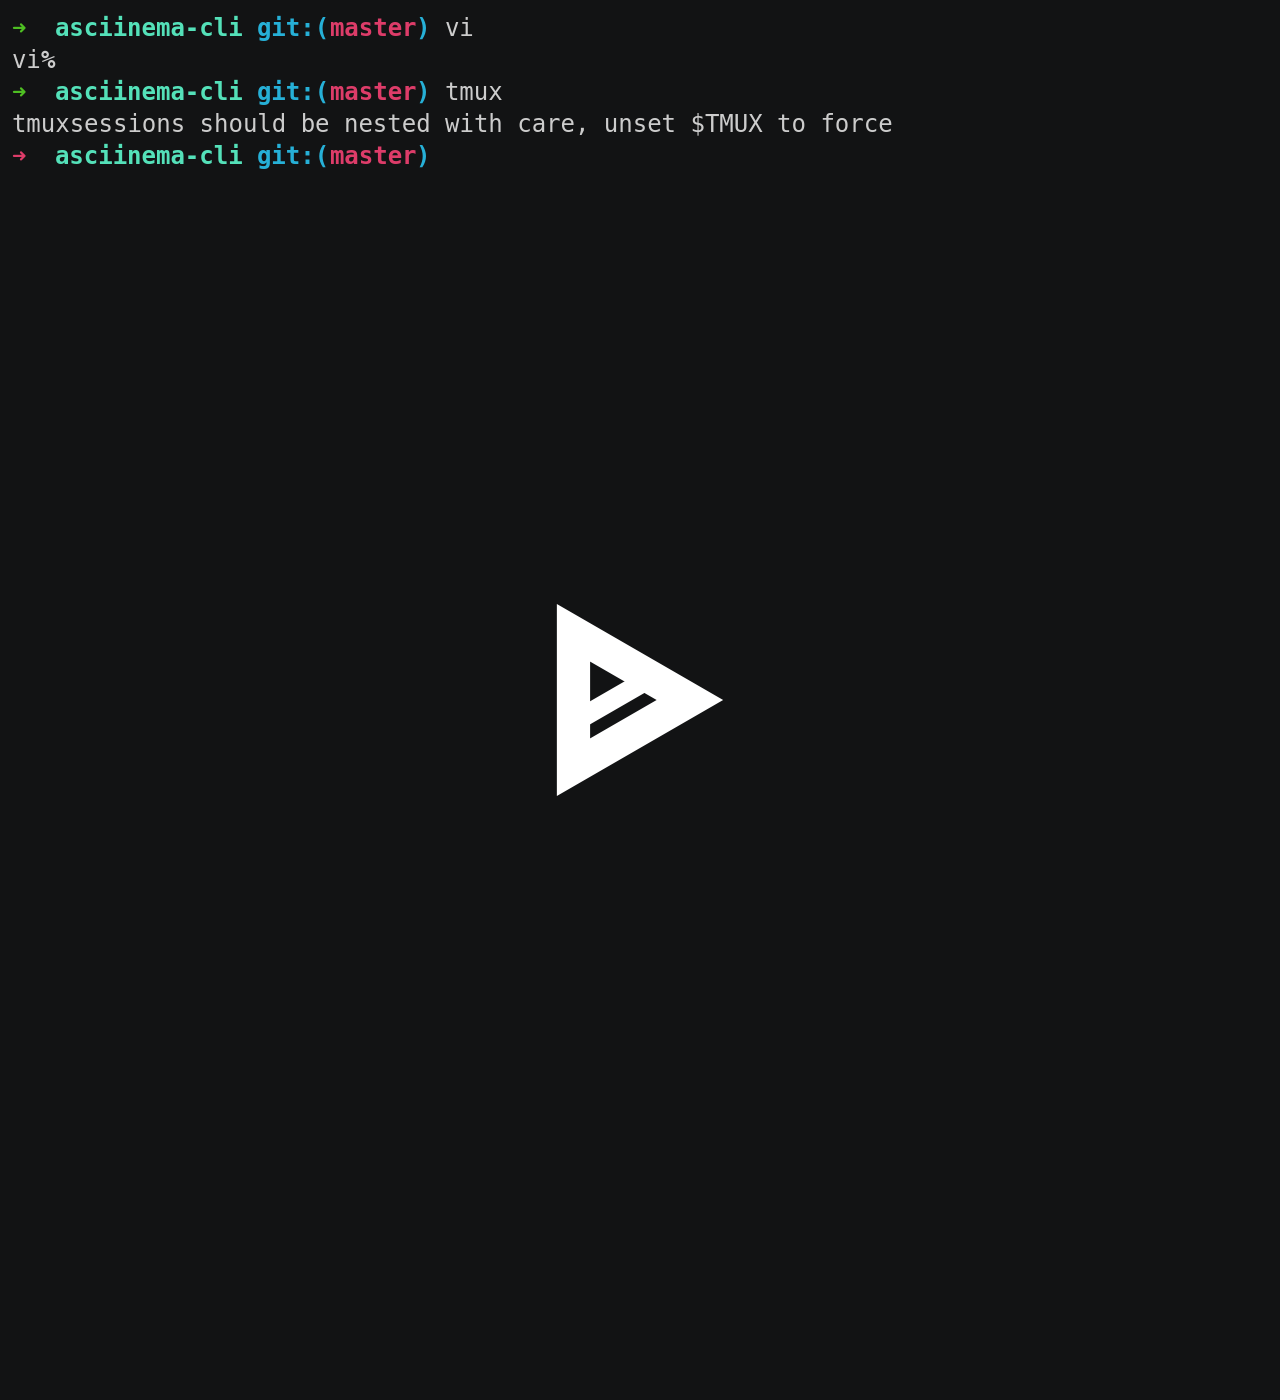 ➜  asciinema-cli git:(master) vi
vi%
➜  asciinema-cli git:(master) tmux
tmuxsessions should be nested with care, unset $TMUX to force
➜  asciinema-cli git:(master)